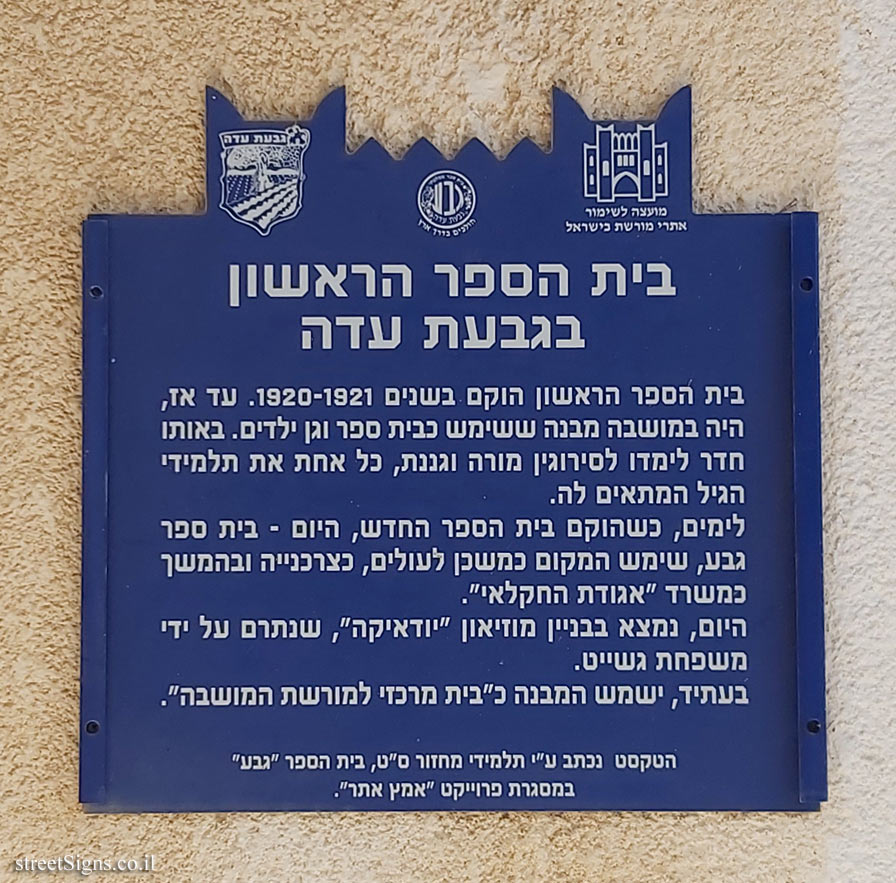 גבעת עדה
הולכים בדרך ארץ
מועצה לשימור
אתרי מורשת בישראל
בית הספר הראשון
בגבעת עדה
בית הספר הראשון הוקם בשנים 1920-1921. עד אז,
היה במושבה מבנה ששימש כבית ספר וגן ילדים. באותו
חדר לימדו לסירוגין מורה וגננת, כל אחת את תלמידי
הגיל המתאים לה.
לימים, כשהוקם בית הספר החדש, היום - בית ספר
גבע, שימש המקום כמשכן לעולים, כצרכנייה ובהמשך
כמשרד "אגודת החקלאי".
היום, נמצא בבניין מוזיאון "יודאיקה", שנתרם על ידי
משפחת גשייט.
בעתיד, ישמש המבנה כ"בית מרכזי למורשת המושבה".
הטקסט נכתב ע"י תלמידי מחזור ס"ט, בית הספר "גבע"
במסגרת פרוייקט "אמץ אתר".
streetSigns.co.il